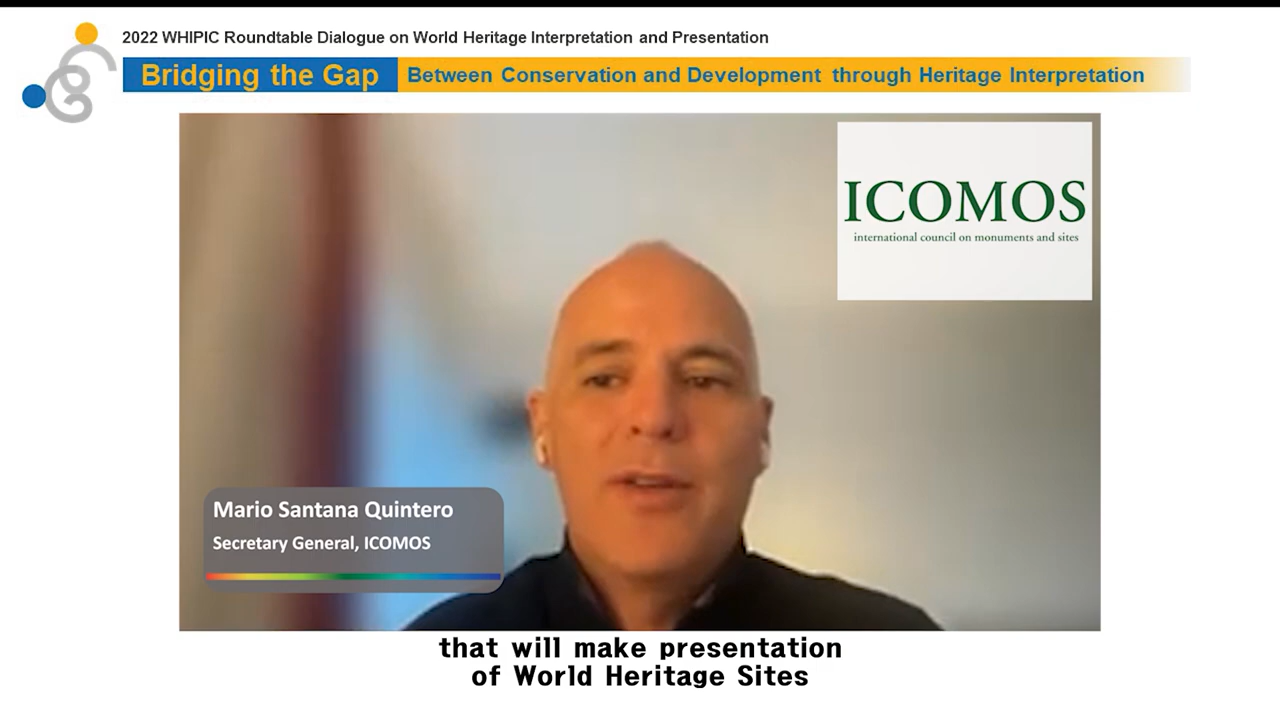 2022 WHIPIC Roundtable Dialogue on World Heritage Interpretation and Presentation
Bridging the Gap Between Conservation and Development through Heritage Interpretation
ICOMOS
international council on monuments and sites
Mario Santana Quintero
Secretary General, ICOMOS
that will make presentation
of World Heritage Sites